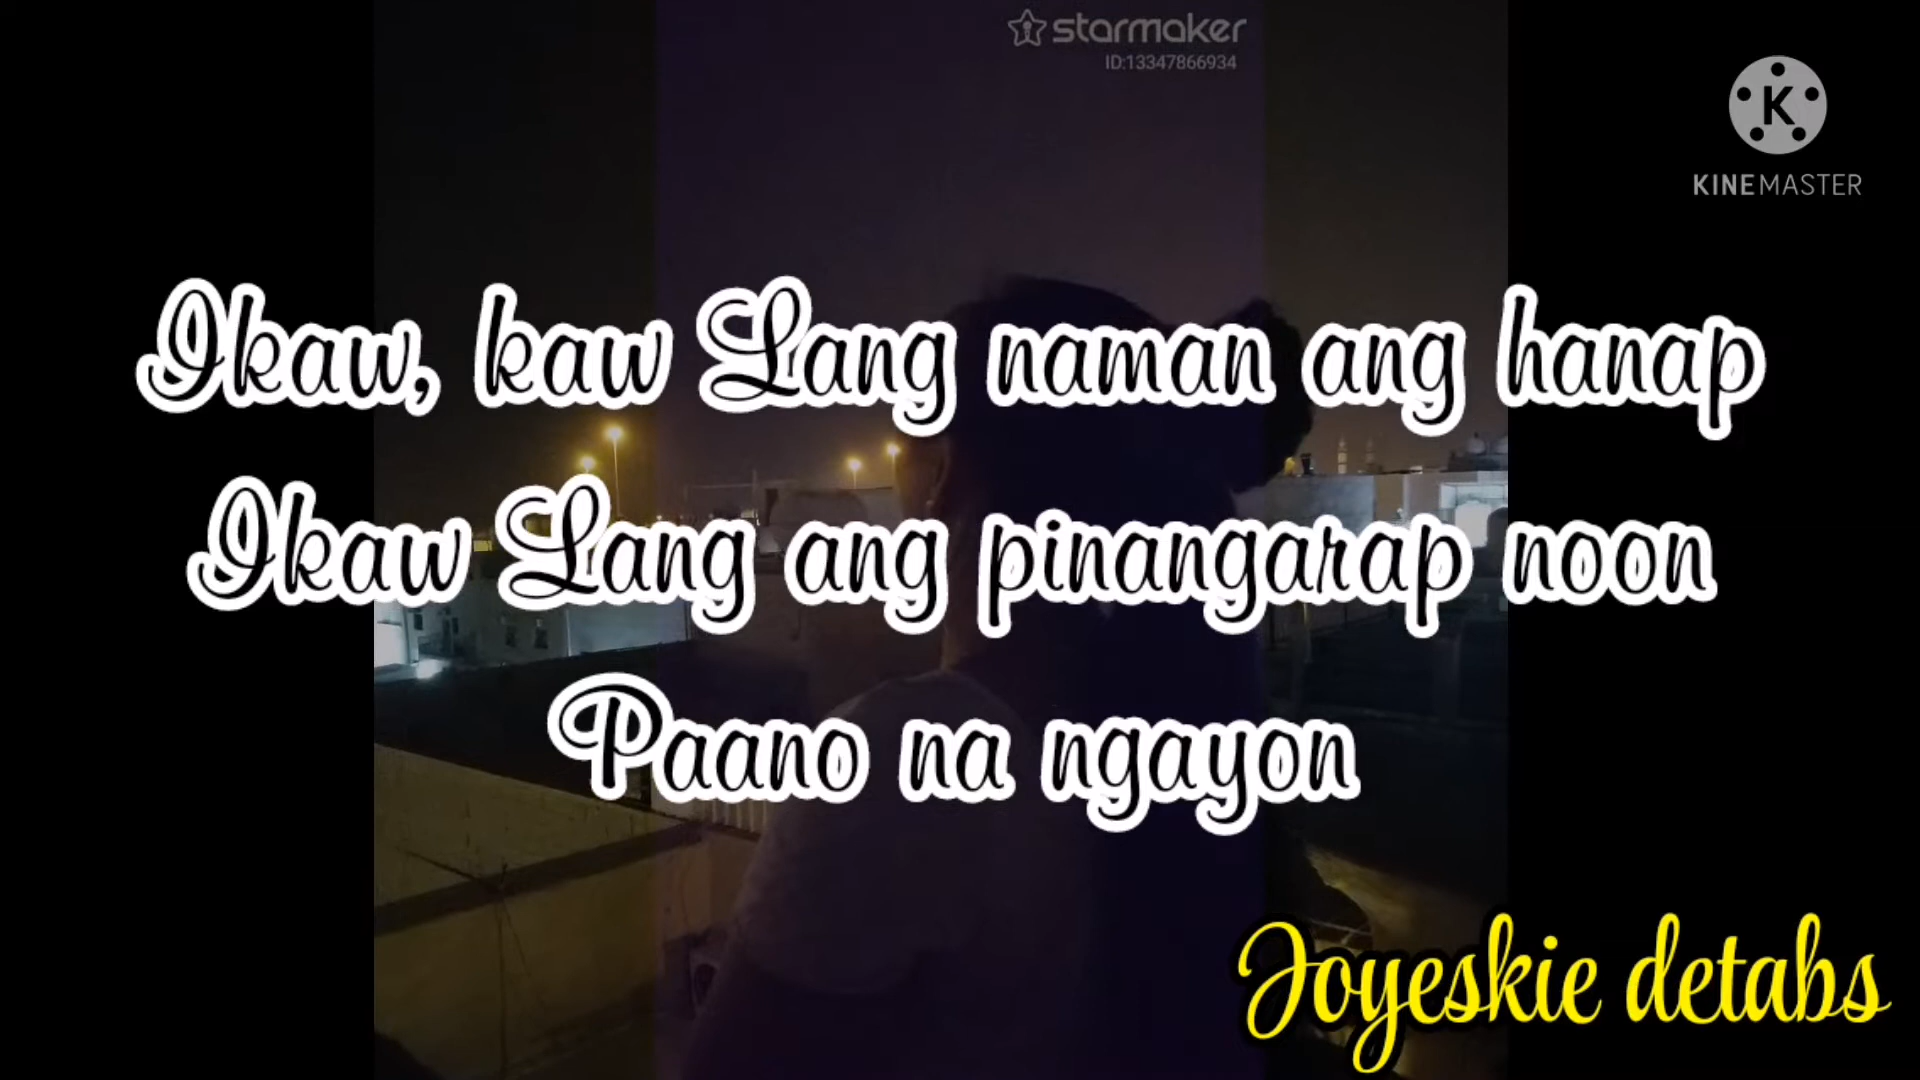 starmaker
ID:13347866934
K
KINEMASTER
Ikaw, kaw Lang naman ang hanap
Ikaw Lang ang pinangarap noon
Paano na ngayon
Joyeskie detabs